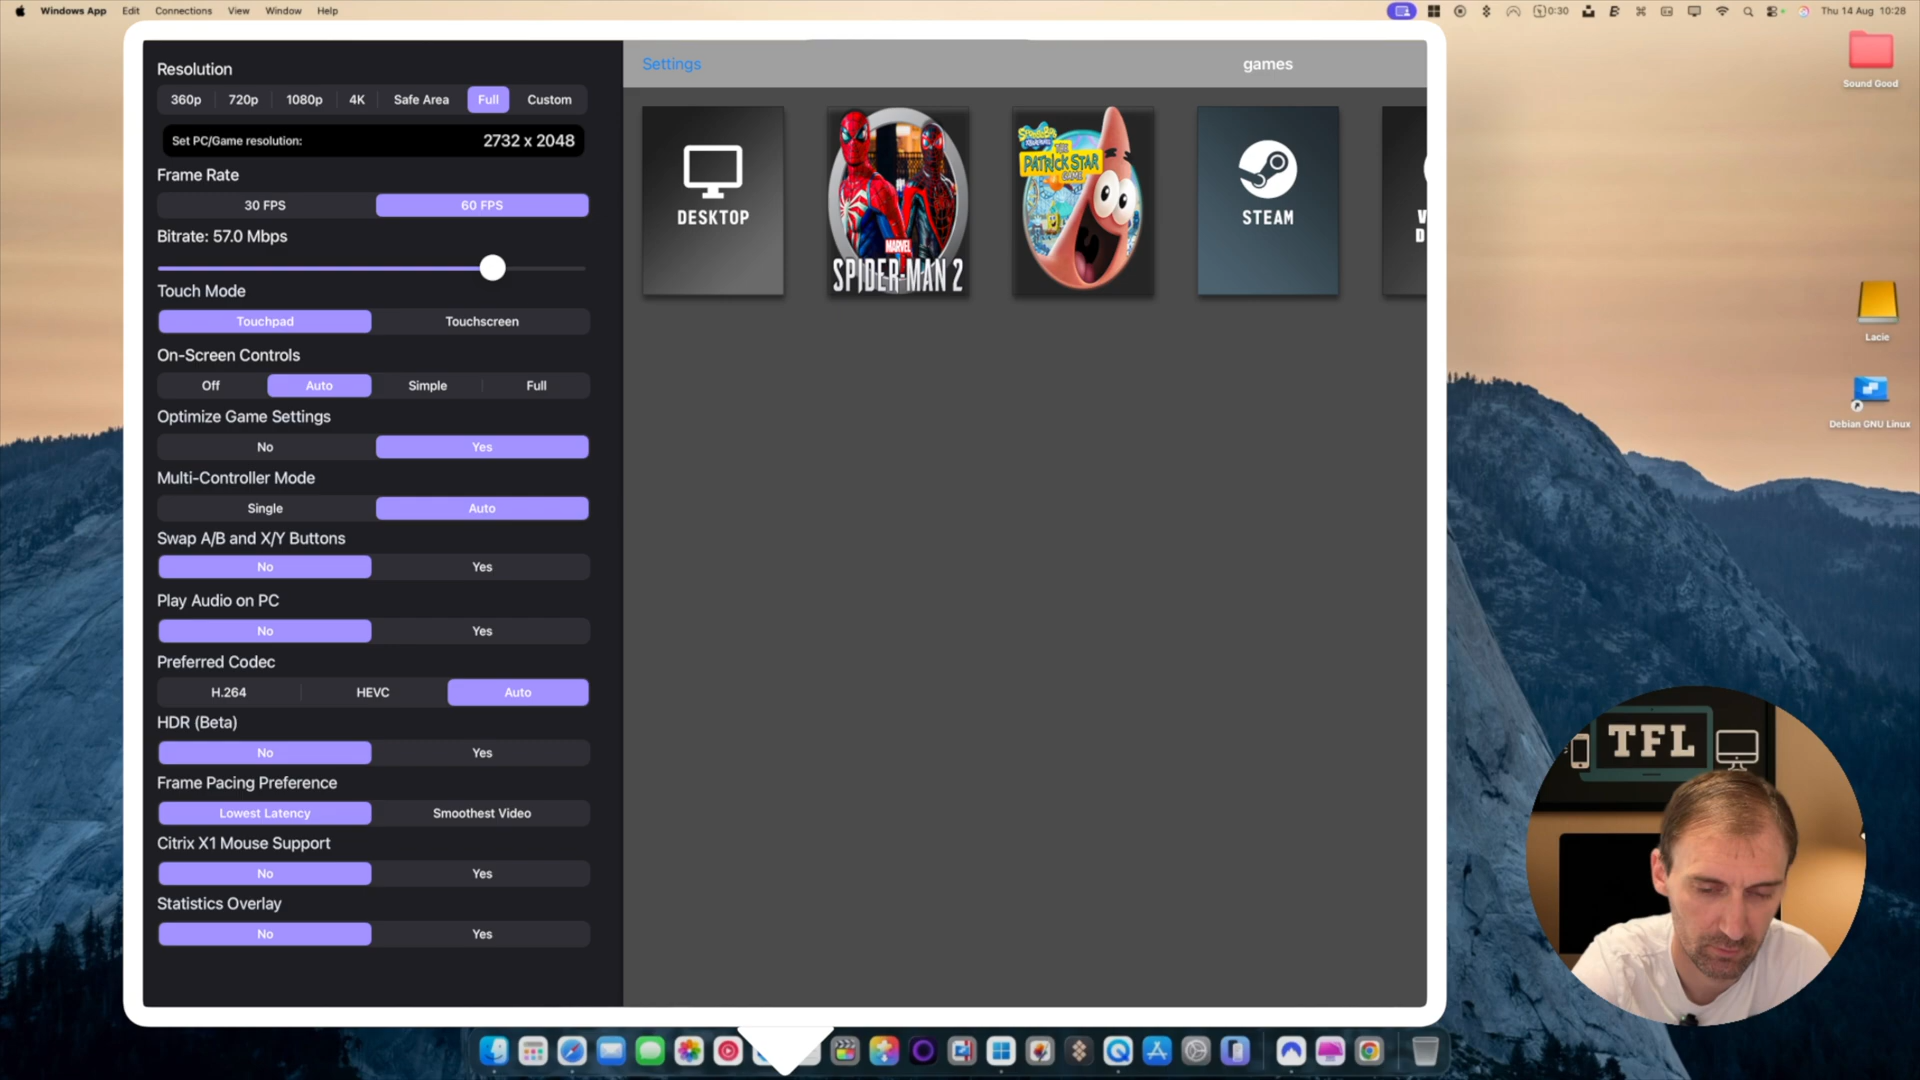 Windows App Edit Connections View Window Help
0:30 Thu 14 Aug 10:28
Resolution
360p 720p 1080p 4K Safe Area Full Custom
Set PC/Game resolution: 2732 x 2048
Frame Rate
30 FPS 60 FPS
Bitrate: 57.0 Mbps
Touch Mode
Touchpad Touchscreen
On-Screen Controls
Off Auto Simple Full
Optimize Game Settings
No Yes
Multi-Controller Mode
Single Auto
Swap A/B and X/Y Buttons
No Yes
Play Audio on PC
No Yes
Preferred Codec
H.264 HEVC Auto
HDR (Beta)
No Yes
Frame Pacing Preference
Lowest Latency Smoothest Video
Citrix X1 Mouse Support
No Yes
Statistics Overlay
No Yes
Settings games
DESKTOP
MARVEL
SPIDER-MAN 2
THE
PATRICK STAR
GAME
STEAM
Sound Good
Lacie
Debian GNU Linux
TFL